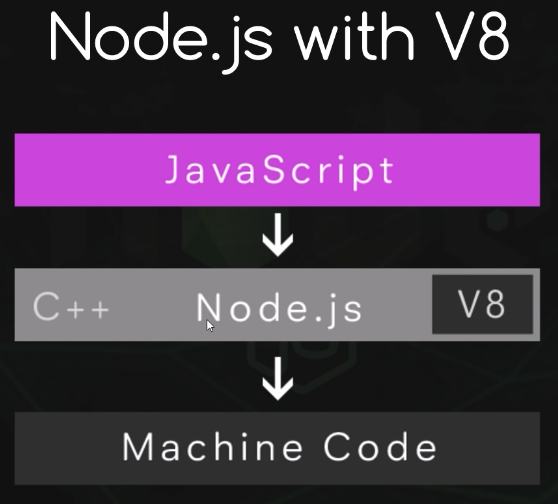 Node.js with V8
JavaScript
C++ Node.js V8
Machine Code